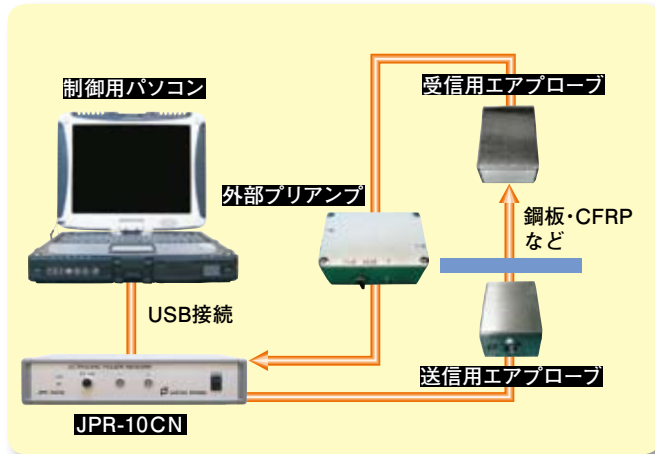 制御用パソコン
受信用エアプローブ
外部プリアンプ
鋼板・CFRP
など
USB接続
送信用エアプローブ
JPR-10CN